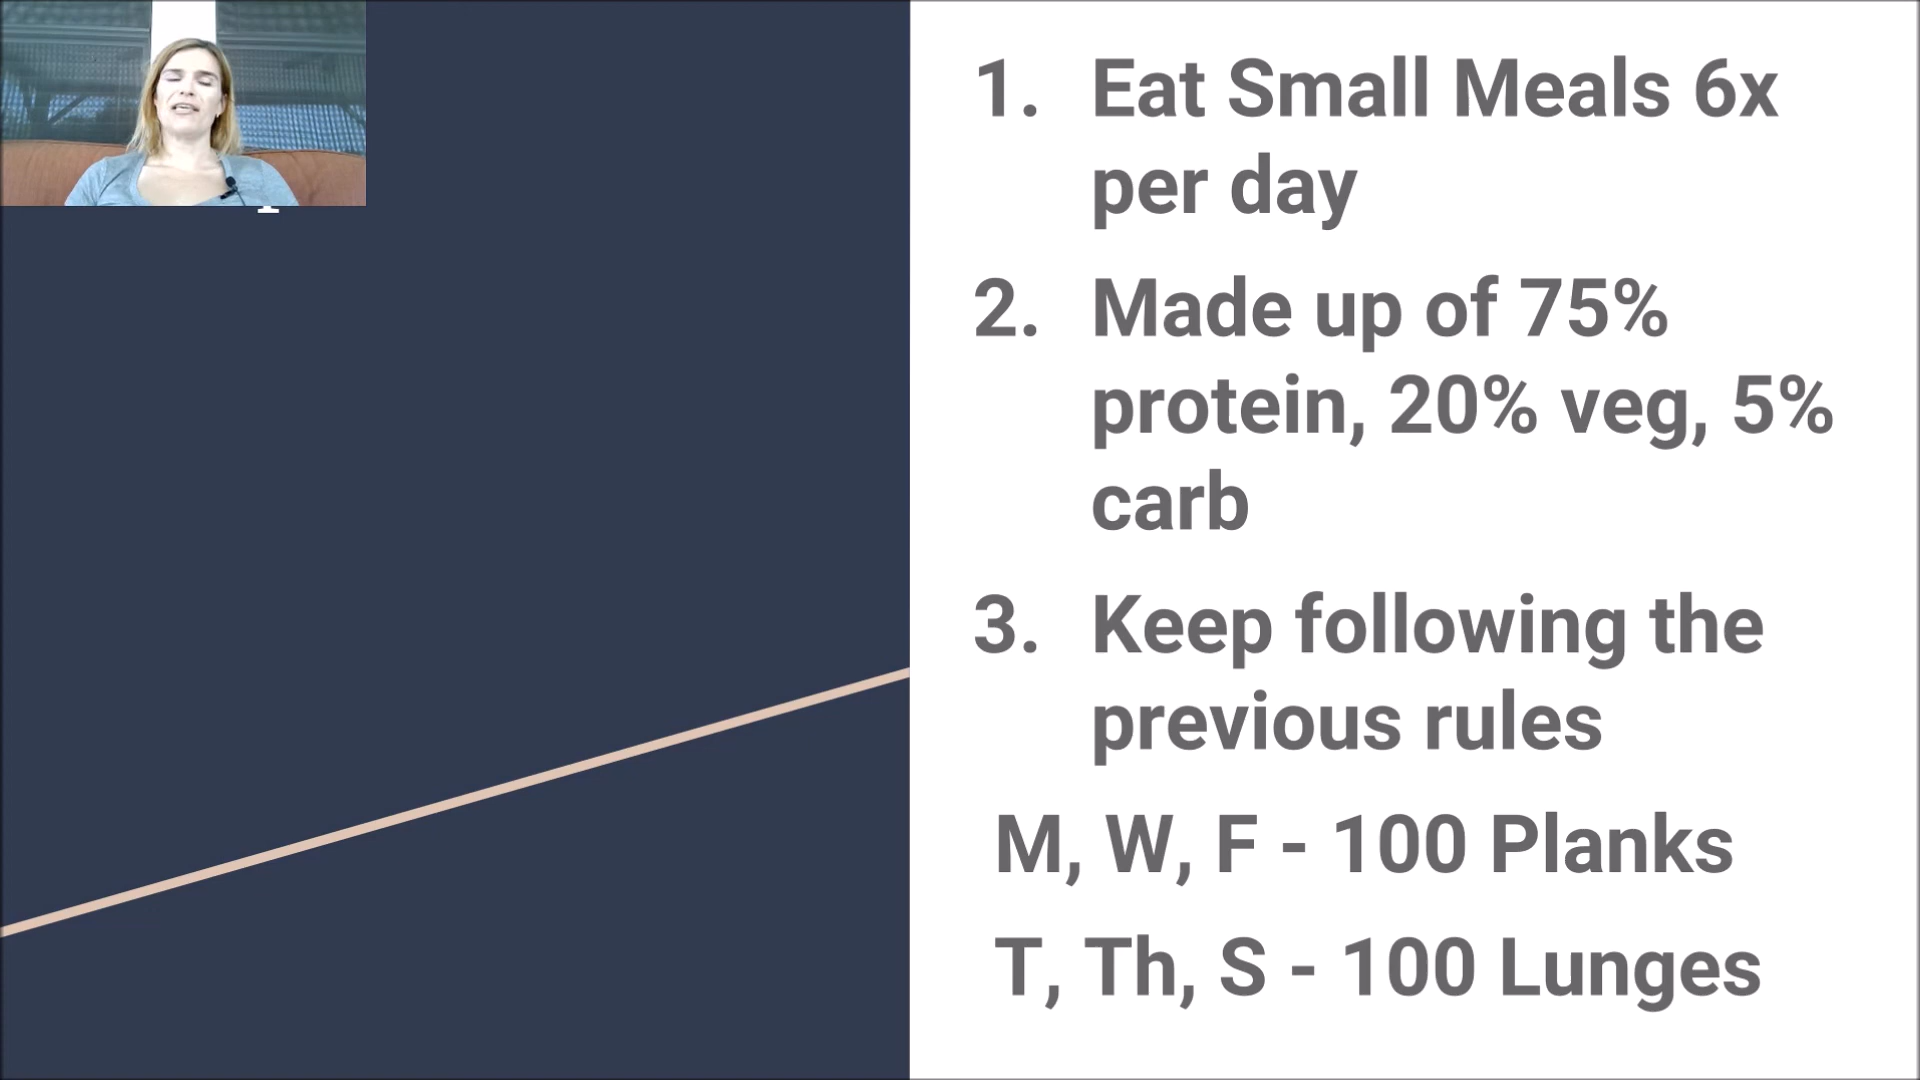 1. Eat Small Meals 6x
per day
2. Made up of 75%
protein, 20% veg, 5%
carb
3. Keep following the
previous rules
M, W, F - 100 Planks
T, Th, S - 100 Lunges